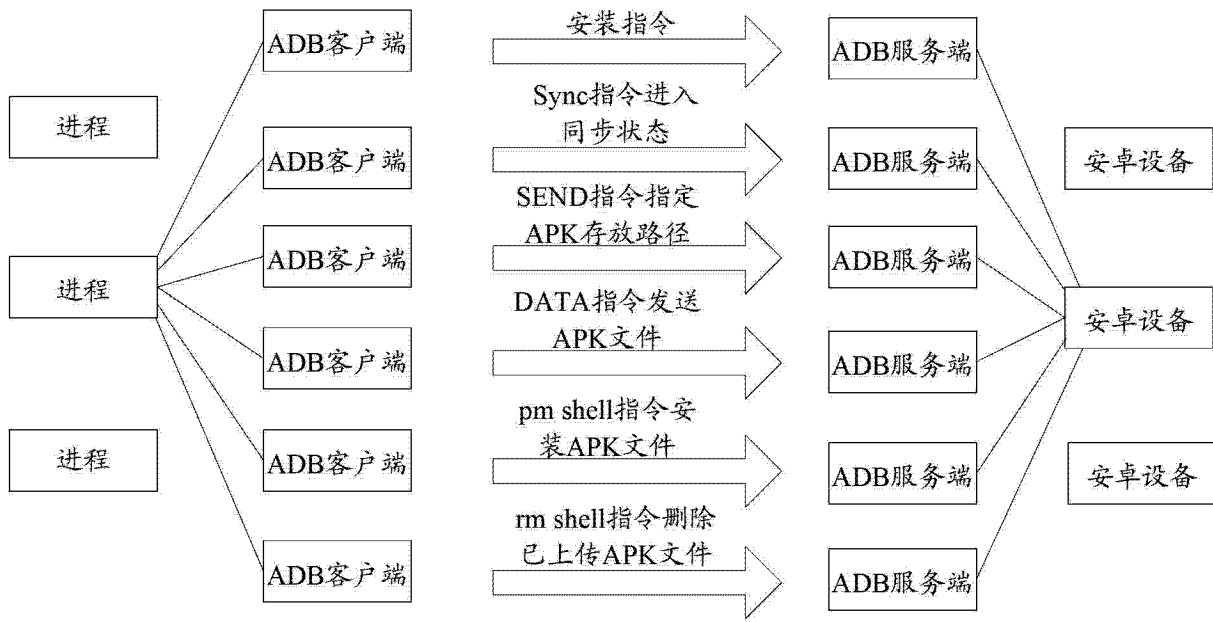 ADB客户端
安装指令
ADB服务端
进程
Sync指令进入
同步状态
ADB客户端
ADB服务端
安卓设备
SEND指令指定
APK存放路径
ADB客户端
ADB服务端
进程
DATA指令发送
APK文件
安卓设备
ADB客户端
ADB服务端
pm shell指令安
装APK文件
进程
ADB客户端
ADB服务端
安卓设备
rm shell指令删除
已上传APK文件
ADB客户端
ADB服务端